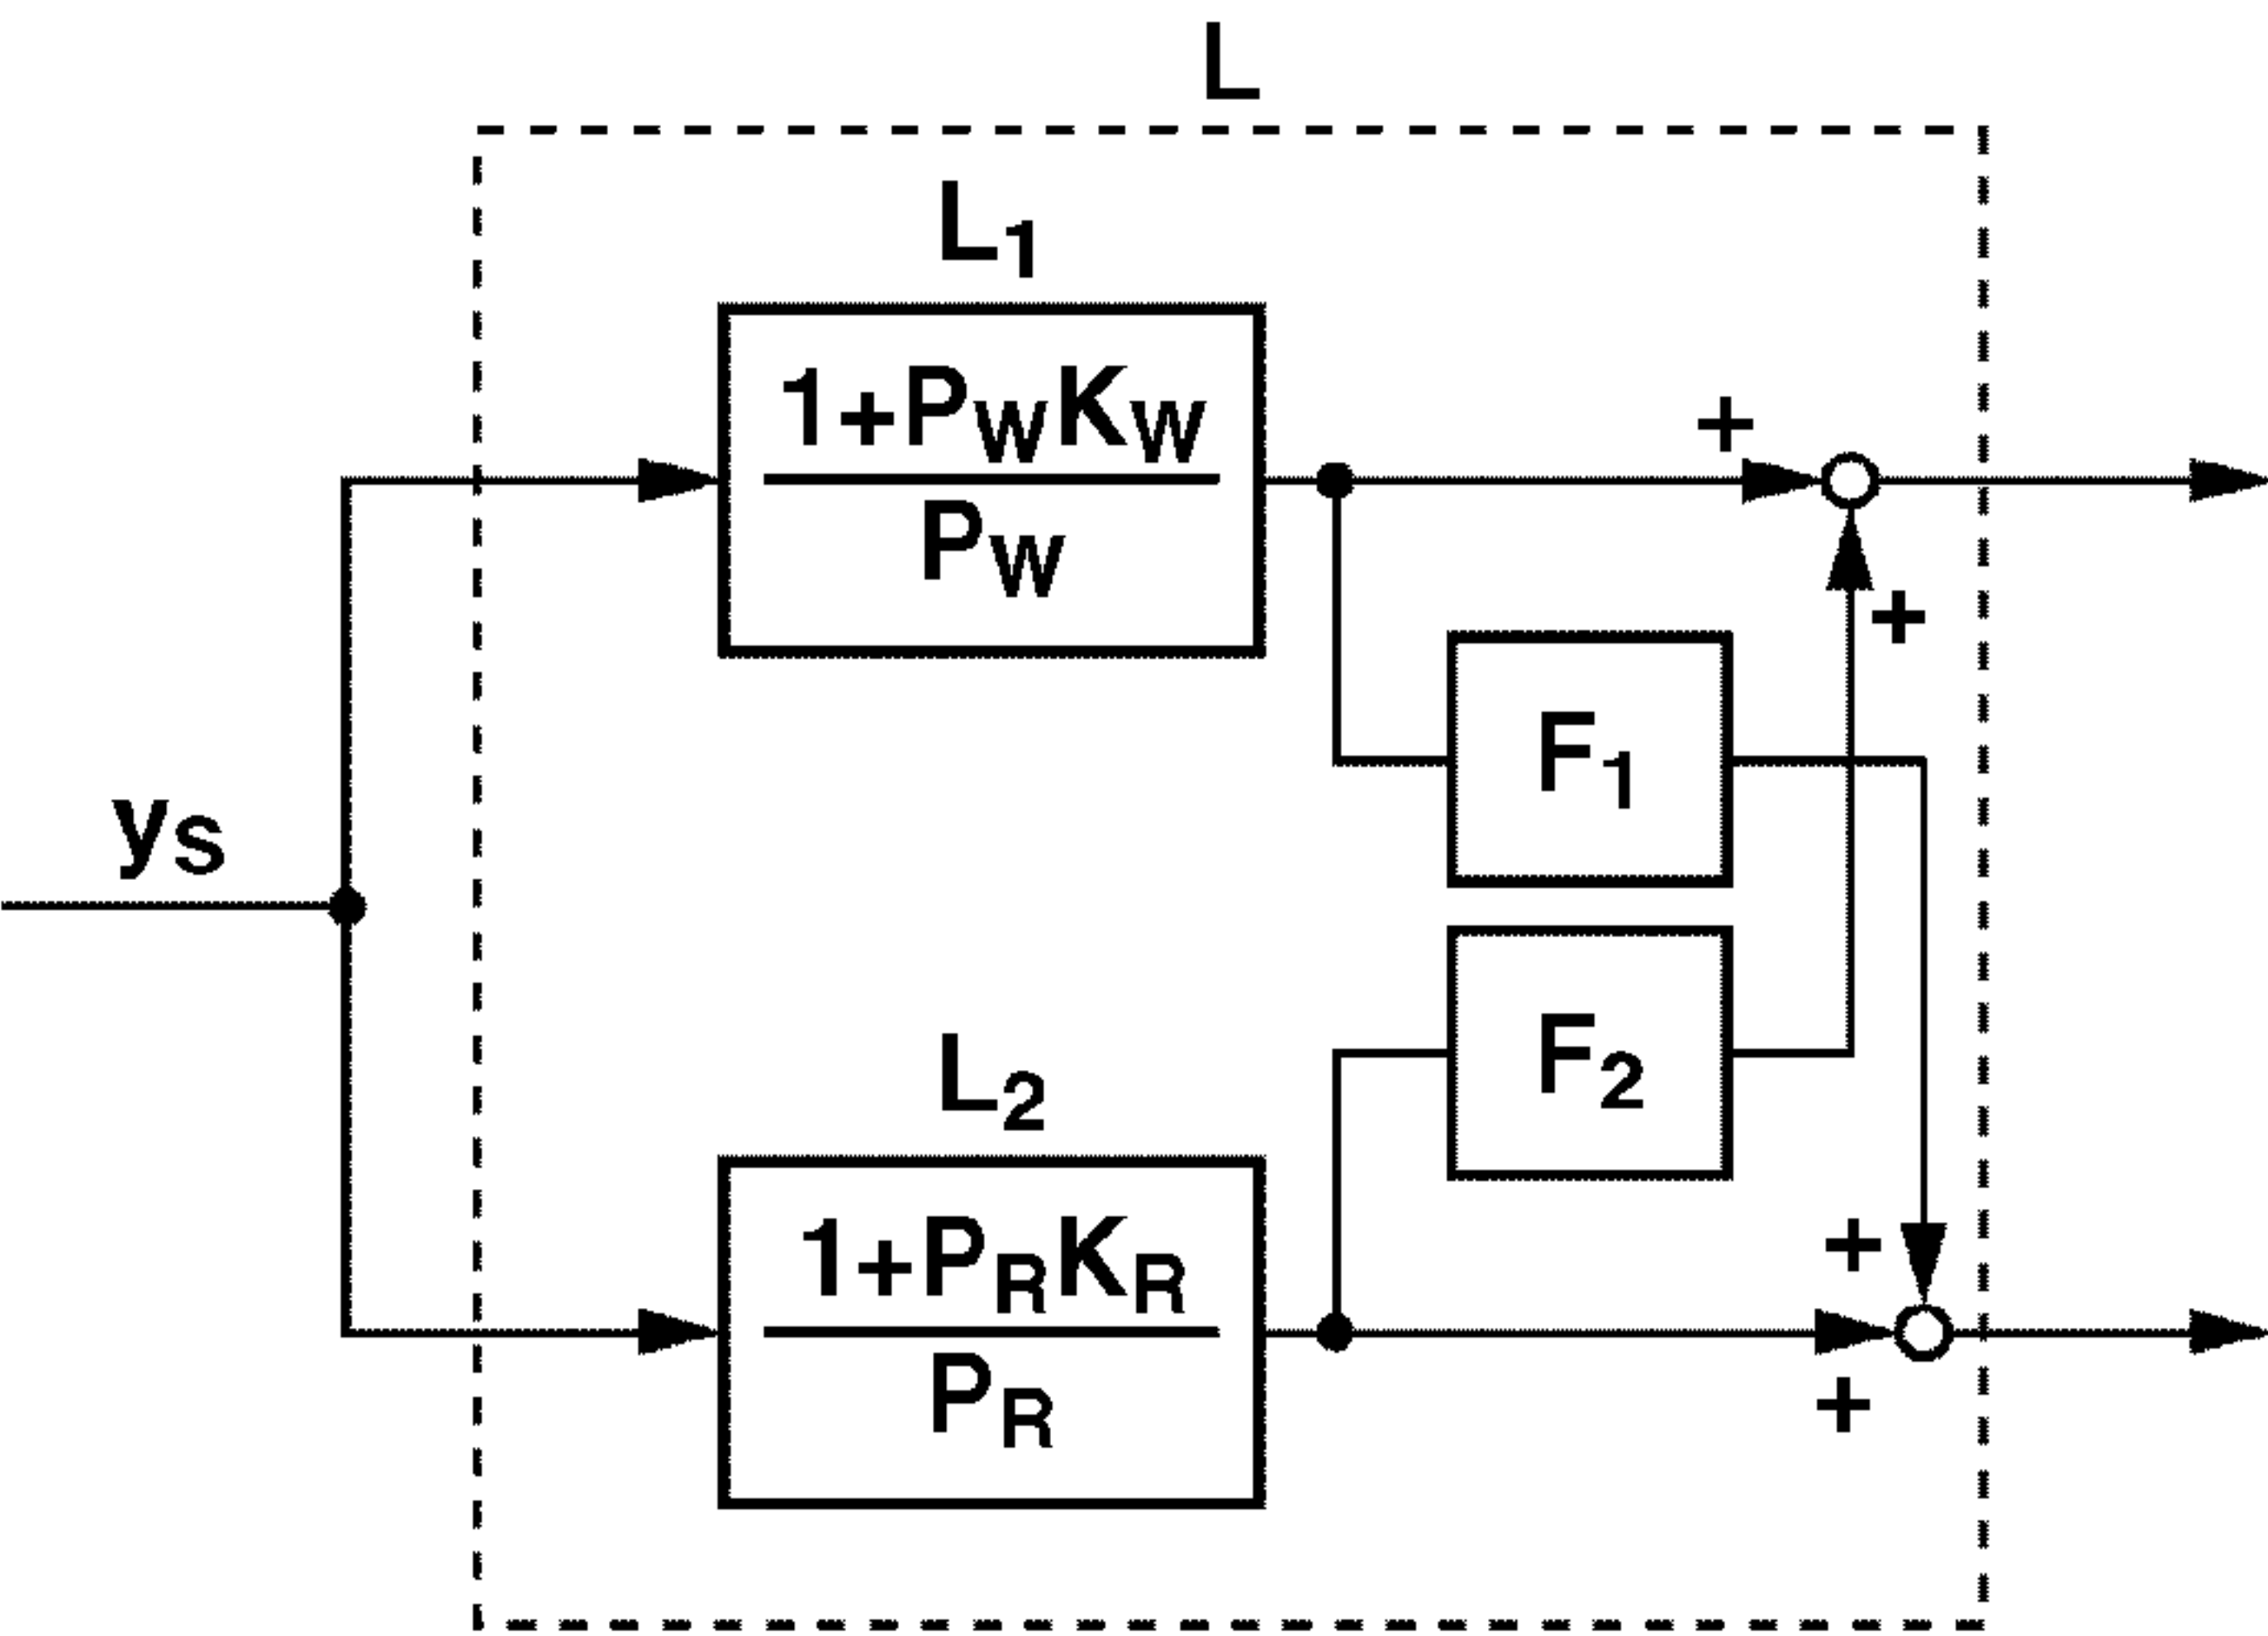 L
L1
1+PWKW
PW
+
+
F1
yS
F2
L2
1+PRKR
PR
+
+